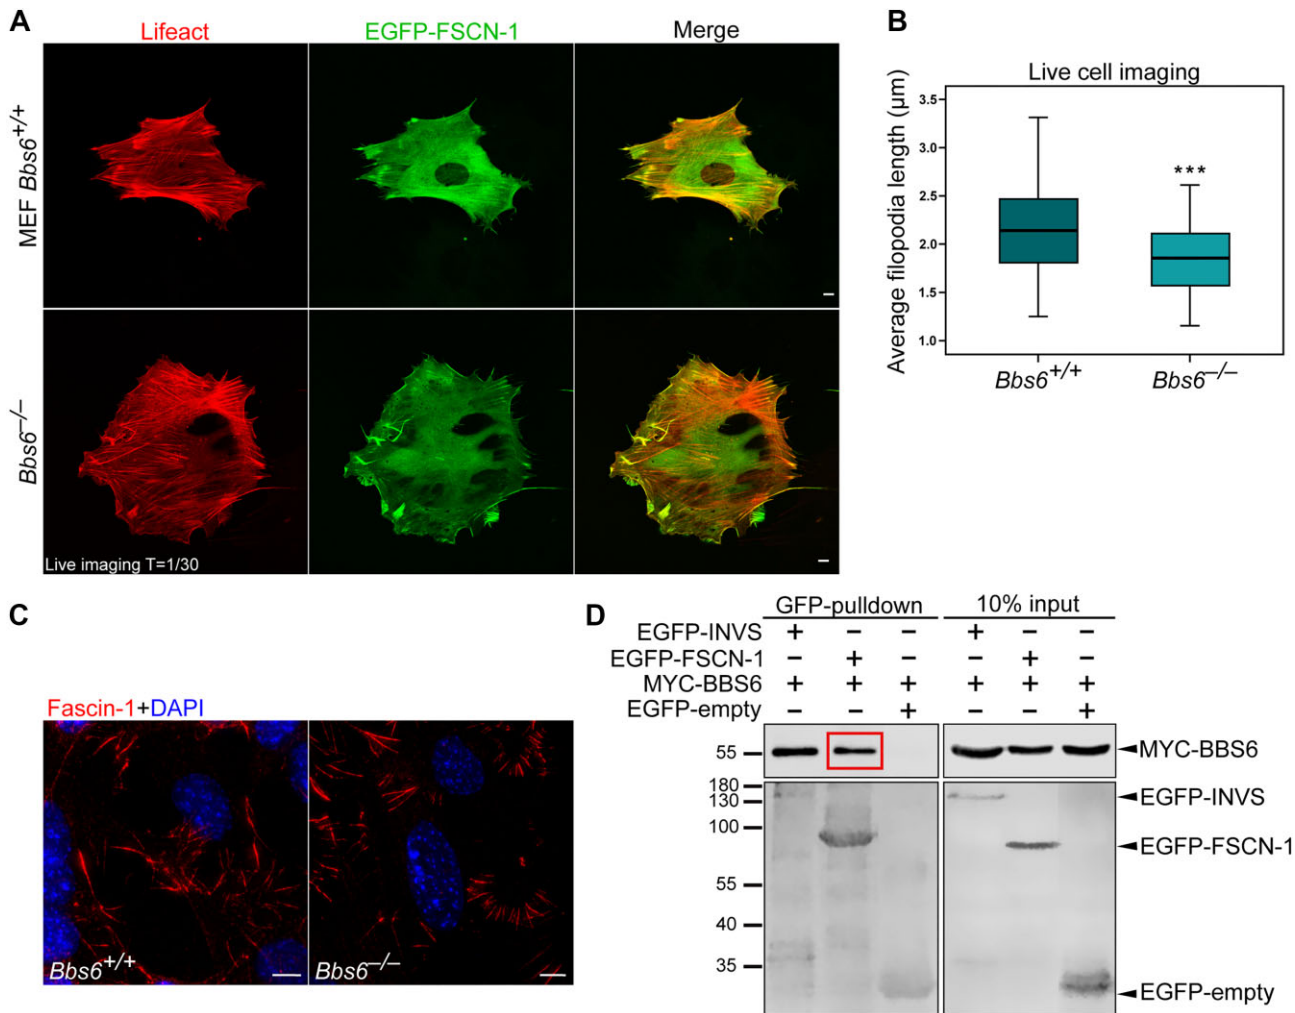 A
Lifeact
EGFP-FSCN-1
Merge
MEF Bbs6+/+
Bbs6–/–
Live imaging T=1/30
B
Live cell imaging
Average filopodia length (µm)
3.5
3.0
2.5
2.0
1.5
1.0
***
Bbs6+/+
Bbs6–/–
C
Fascin-1+DAPI
Bbs6+/+
Bbs6–/–
D
GFP-pulldown 10% input
EGFP-INVS + – – + – –
EGFP-FSCN-1 – + – – + –
MYC-BBS6 + + + + + +
EGFP-empty – – + – – +
55
MYC-BBS6
180
130
100
55
40
35
EGFP-INVS
EGFP-FSCN-1
EGFP-empty